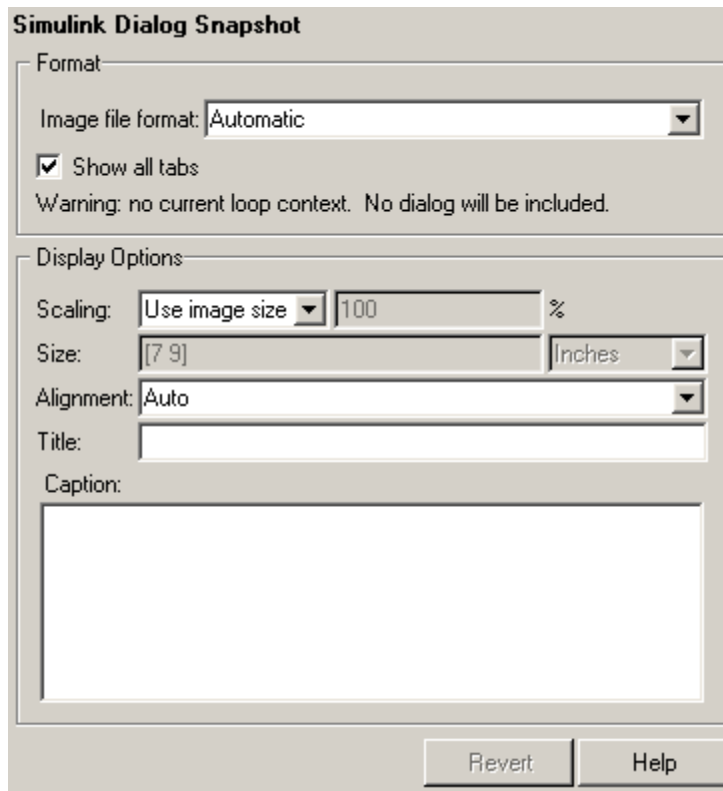 Simulink Dialog Snapshot
Format
Image file format: Automatic
Show all tabs
Warning: no current loop context.  No dialog will be included.
Display Options
Scaling: Use image size 100 %
Size: [7 9] Inches
Alignment: Auto
Title:
Caption:
Revert Help